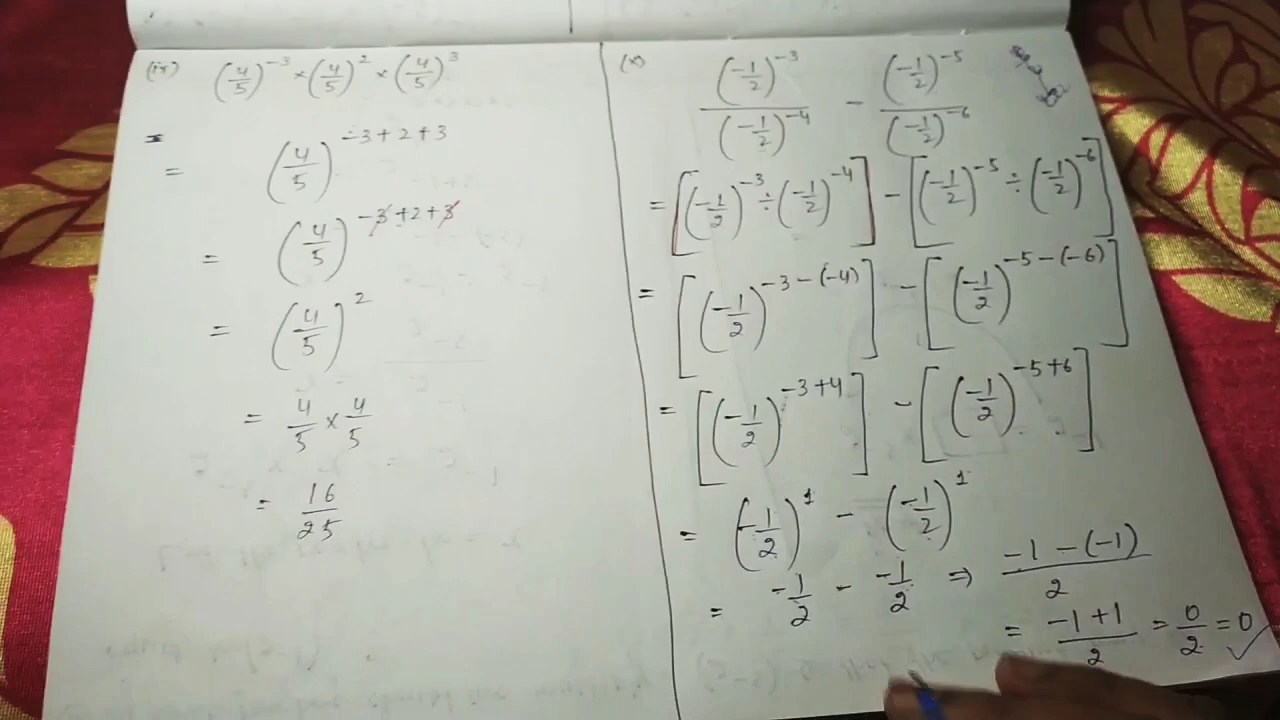 (ix) (4/5)^-3 × (4/5)^2 × (4/5)^3
= (4/5)^-3+2+3
= (4/5)^-3+2+3
= (4/5)^2
= 4/5 × 4/5
= 16/25
(x) (-1/2)^-3 / (-1/2)^-4 - (-1/2)^-5 / (-1/2)^-6
= [(-1/2)^-3 ÷ (-1/2)^-4] - [(-1/2)^-5 ÷ (-1/2)^-6]
= [(-1/2)^-3-(-4)] - [(-1/2)^-5-(-6)]
= [(-1/2)^-3+4] - [(-1/2)^-5+6]
= (-1/2)^1 - (-1/2)^1
= -1/2 - -1/2 ⇒ -1-(-1)/2
= -1+1/2 = 0/2 = 0 ✓